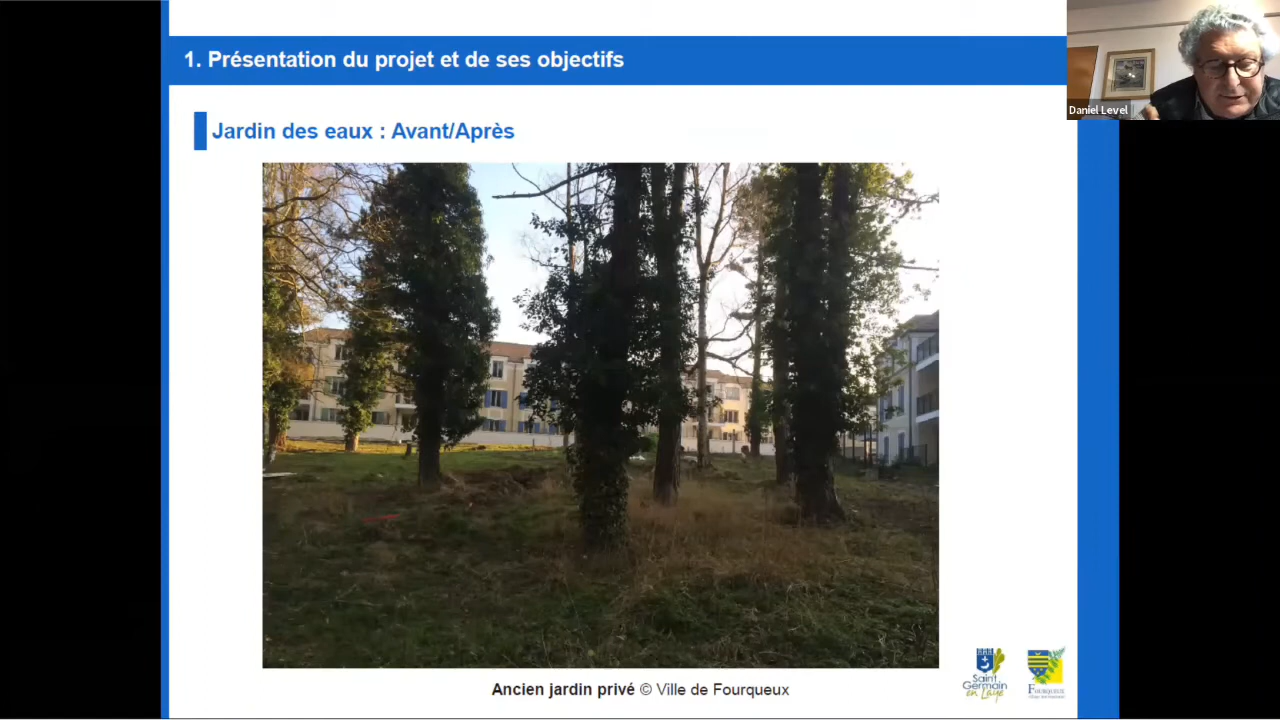 1. Présentation du projet et de ses objectifs
Daniel Level
Jardin des eaux : Avant/Après
Ancien jardin privé © Ville de Fourqueux
Saint
Germain
en Laye
FOURQUEUX